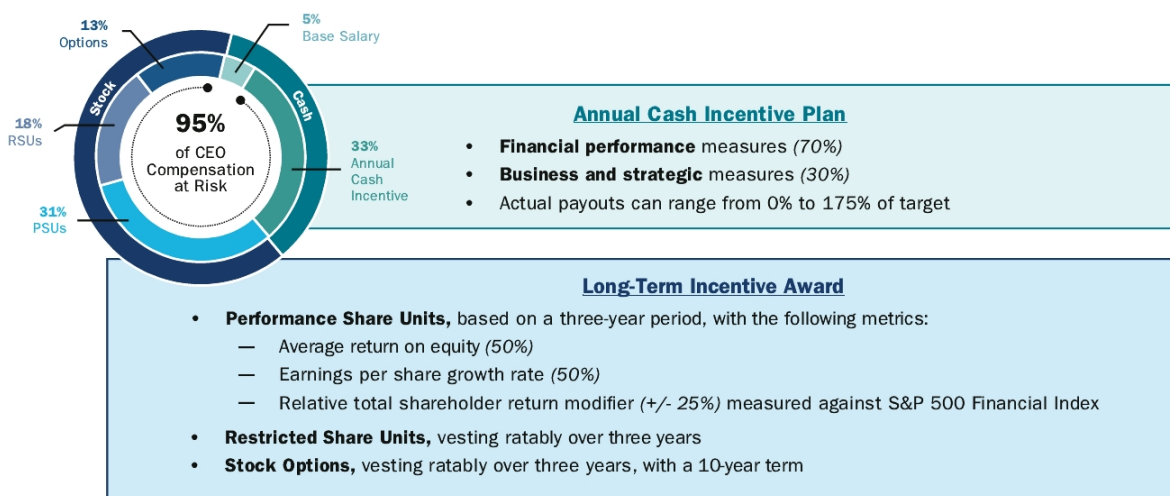 13%
Options
5%
Base Salary
Stock
Cash
18%
RSUs
95%
of CEO
Compensation
at Risk
33%
Annual
Cash
Incentive
31%
PSUs
Annual Cash Incentive Plan
• Financial performance measures (70%)
• Business and strategic measures (30%)
• Actual payouts can range from 0% to 175% of target
Long-Term Incentive Award
• Performance Share Units, based on a three-year period, with the following metrics:
— Average return on equity (50%)
— Earnings per share growth rate (50%)
— Relative total shareholder return modifier (+/- 25%) measured against S&P 500 Financial Index
• Restricted Share Units, vesting ratably over three years
• Stock Options, vesting ratably over three years, with a 10-year term